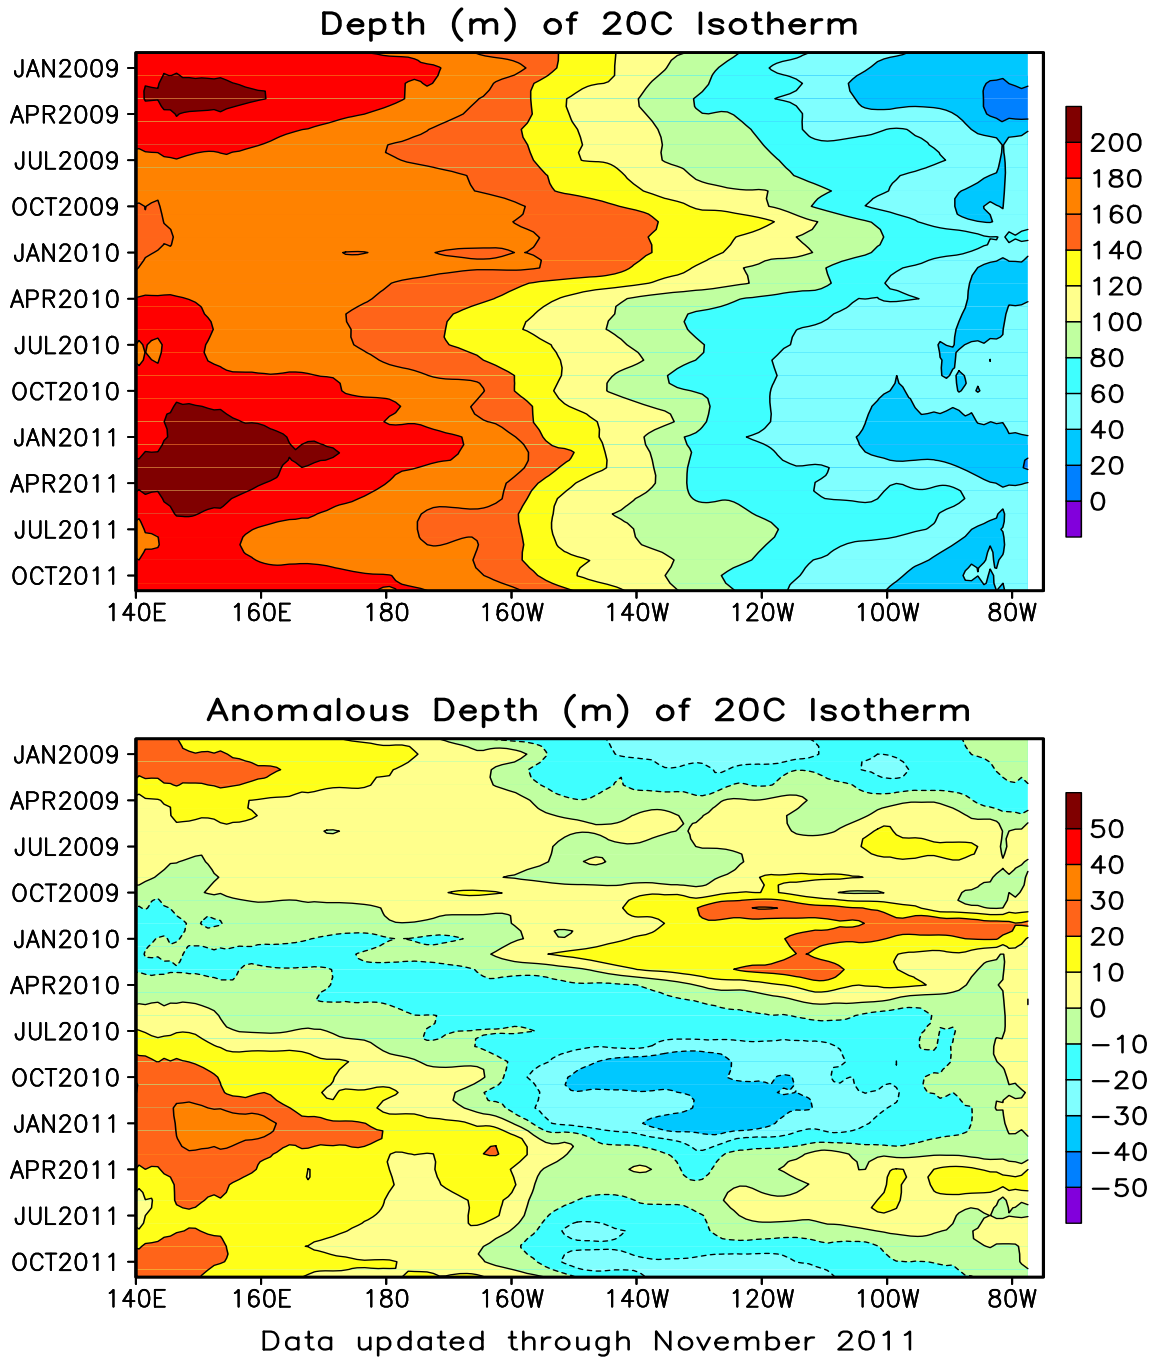 Depth (m) of 20C Isotherm
JAN2009
APR2009
JUL2009
OCT2009
JAN2010
APR2010
JUL2010
OCT2010
JAN2011
APR2011
JUL2011
OCT2011
140E 160E 180 160W 140W 120W 100W 80W
200
180
160
140
120
100
80
60
40
20
0
Anomalous Depth (m) of 20C Isotherm
JAN2009
APR2009
JUL2009
OCT2009
JAN2010
APR2010
JUL2010
OCT2010
JAN2011
APR2011
JUL2011
OCT2011
140E 160E 180 160W 140W 120W 100W 80W
50
40
30
20
10
0
−10
−20
−30
−40
−50
Data updated through November 2011